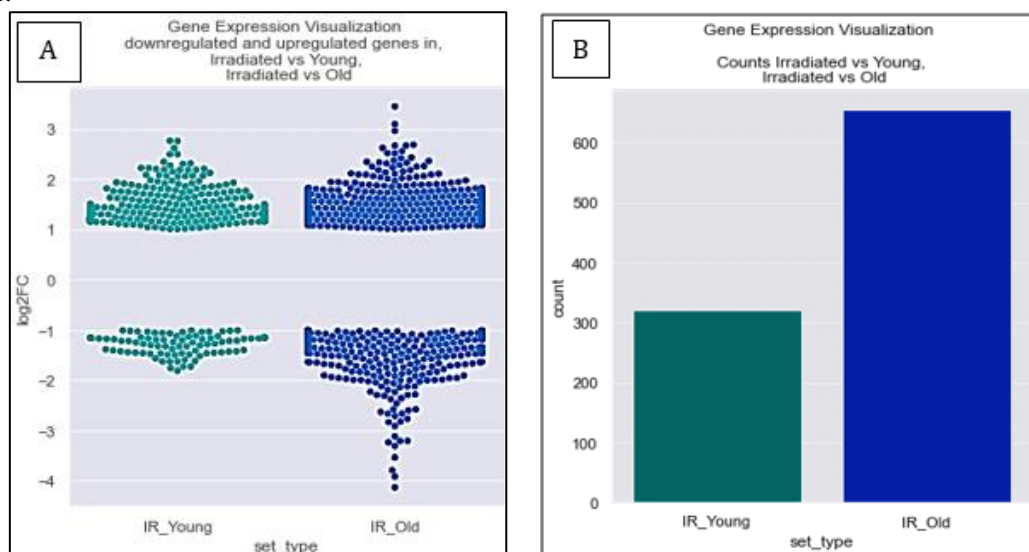 A
Gene Expression Visualization
downregulated and upregulated genes in,
Irradiated vs Young,
Irradiated vs Old
log2FC
3
2
1
0
−1
−2
−3
−4
IR_Young
IR_Old
set_type
B
Gene Expression Visualization
Counts Irradiated vs Young,
Irradiated vs Old
count
600
500
400
300
200
100
0
IR_Young
IR_Old
set_type